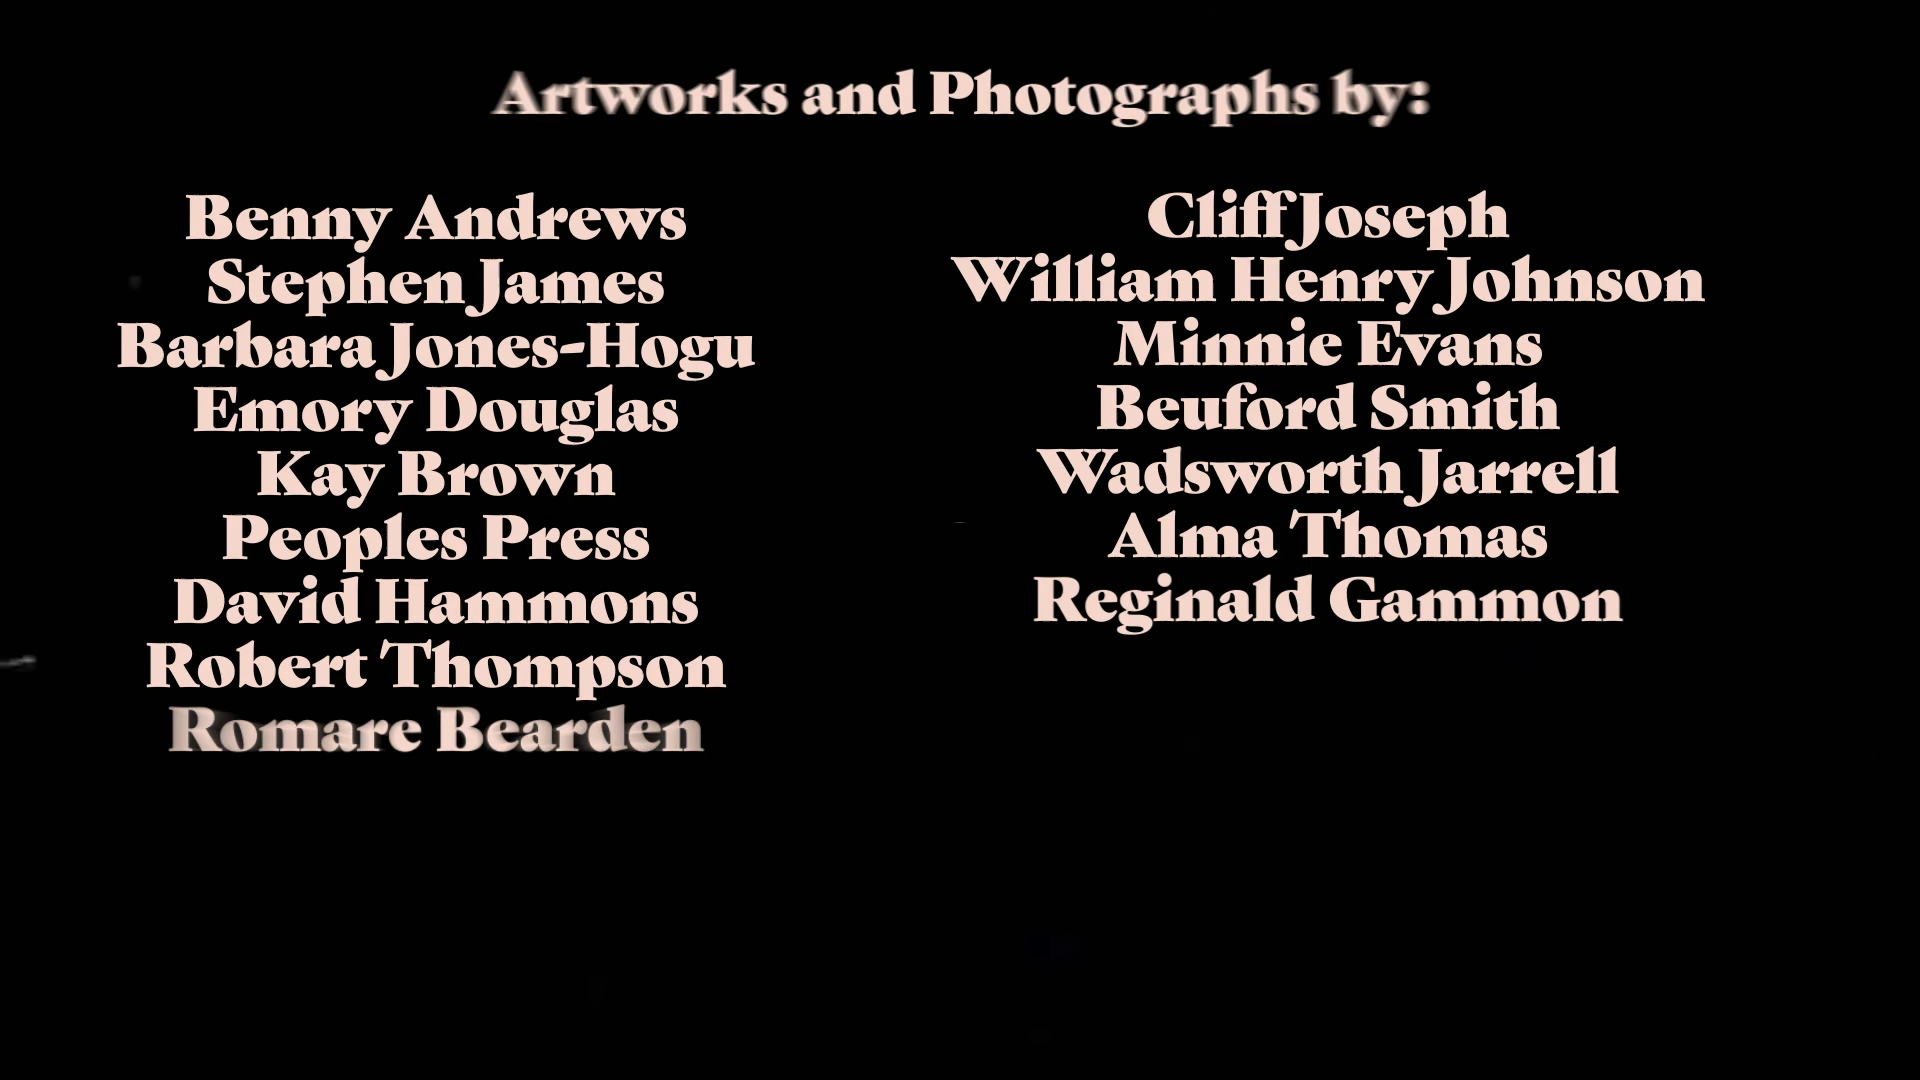 Artworks and Photographs by:
Benny Andrews
Stephen James
Barbara Jones-Hogu
Emory Douglas
Kay Brown
Peoples Press
David Hammons
Robert Thompson
Romare Bearden
Cliff Joseph
William Henry Johnson
Minnie Evans
Beuford Smith
Wadsworth Jarrell
Alma Thomas
Reginald Gammon